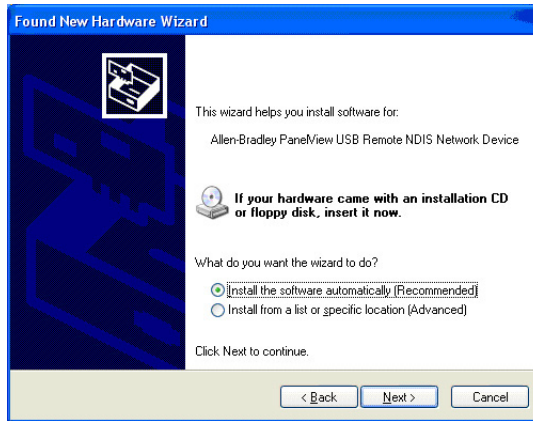 Found New Hardware Wizard
This wizard helps you install software for:
Allen-Bradley PanelView USB Remote NDIS Network Device
If your hardware came with an installation CD
or floppy disk, insert it now.
What do you want the wizard to do?
Install the software automatically (Recommended)
Install from a list or specific location (Advanced)
Click Next to continue.
< Back Next > Cancel